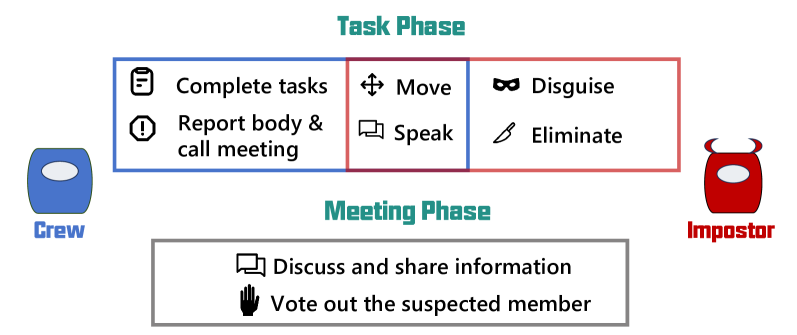 Task Phase
Complete tasks
Report body &
call meeting
Move
Speak
Disguise
Eliminate
Crew
Impostor
Meeting Phase
Discuss and share information
Vote out the suspected member